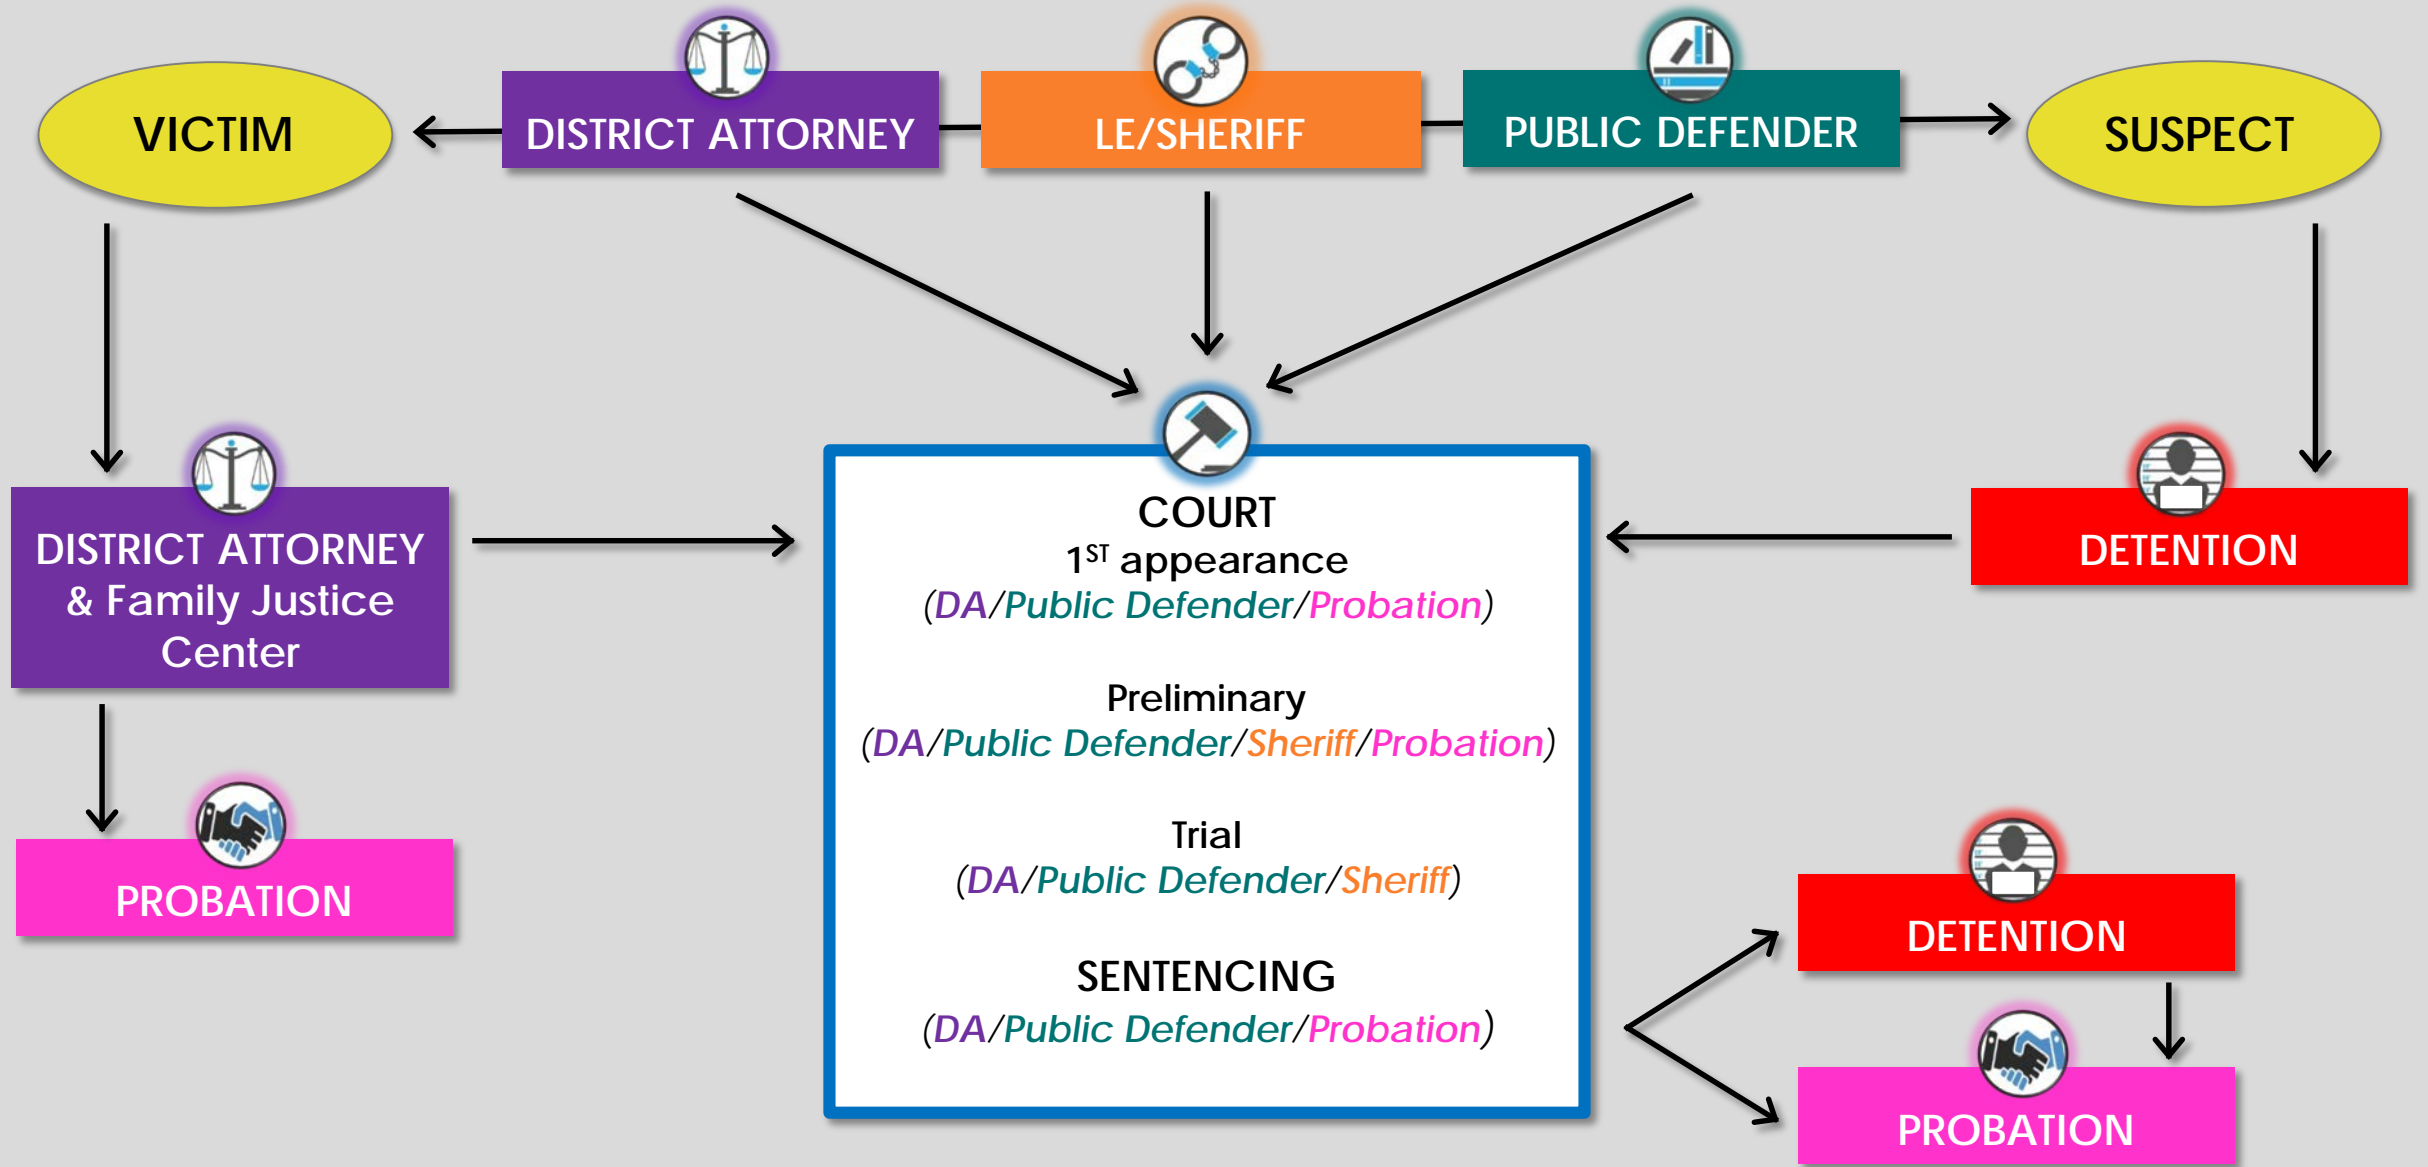 VICTIM
DISTRICT ATTORNEY
LE/SHERIFF
PUBLIC DEFENDER
SUSPECT
DISTRICT ATTORNEY
& Family Justice
Center
PROBATION
COURT
1ST appearance
(DA/Public Defender/Probation)
Preliminary
(DA/Public Defender/Sheriff/Probation)
Trial
(DA/Public Defender/Sheriff)
SENTENCING
(DA/Public Defender/Probation)
DETENTION
DETENTION
PROBATION